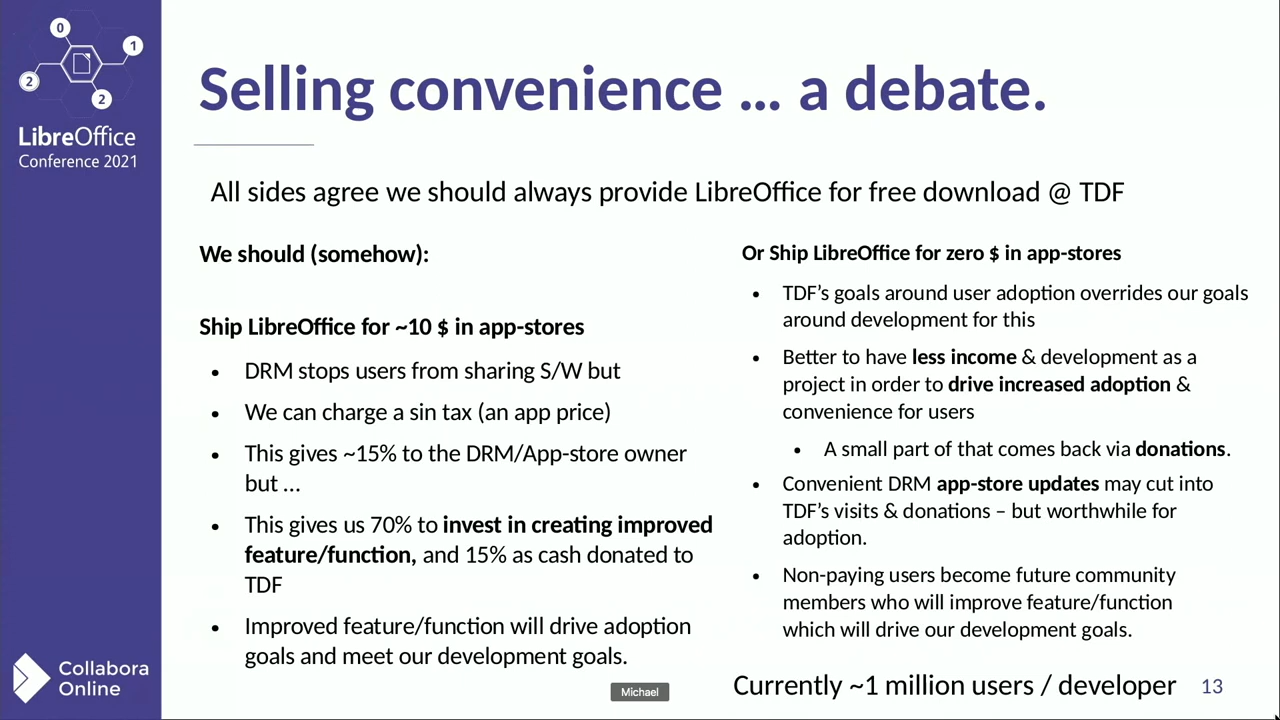 0
1
2
2
LibreOffice
Conference 2021
Selling convenience ... a debate.
All sides agree we should always provide LibreOffice for free download @ TDF
We should (somehow):
Ship LibreOffice for ~10 $ in app-stores
• DRM stops users from sharing S/W but
• We can charge a sin tax (an app price)
• This gives ~15% to the DRM/App-store owner
but ...
• This gives us 70% to invest in creating improved
feature/function, and 15% as cash donated to
TDF
• Improved feature/function will drive adoption
goals and meet our development goals.
Or Ship LibreOffice for zero $ in app-stores
• TDF’s goals around user adoption overrides our goals
around development for this
• Better to have less income & development as a
project in order to drive increased adoption &
convenience for users
• A small part of that comes back via donations.
• Convenient DRM app-store updates may cut into
TDF’s visits & donations – but worthwhile for
adoption.
• Non-paying users become future community
members who will improve feature/function
which will drive our development goals.
Collabora
Online
Michael
Currently ~1 million users / developer
13